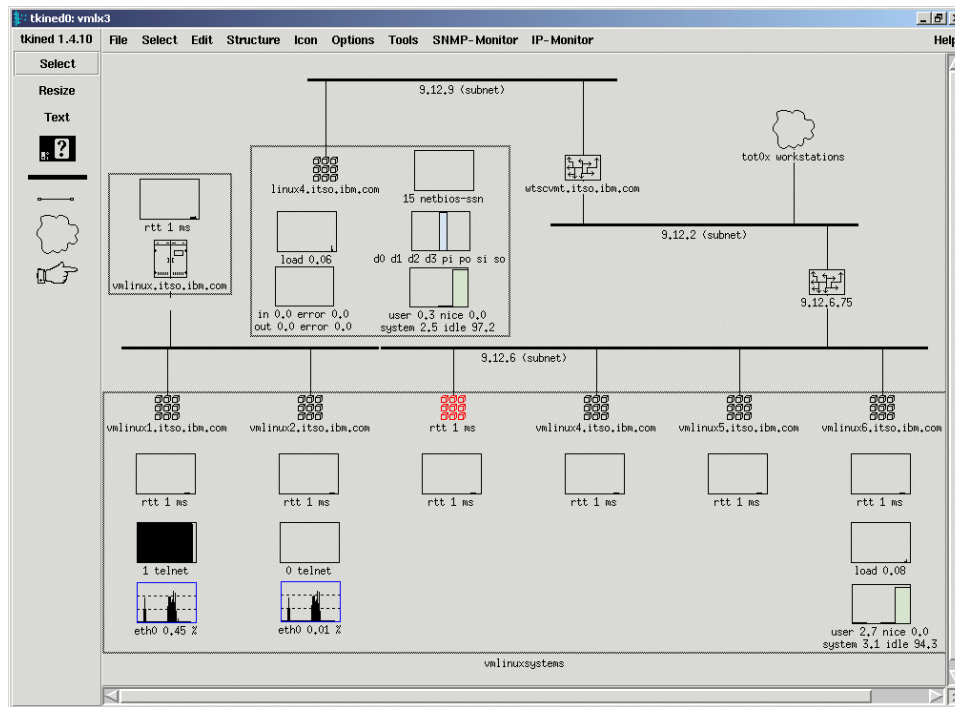 tkined0: vmlx3
tkined 1.4.10
File Select Edit Structure Icon Options Tools SNMP-Monitor IP-Monitor Help
Select
Resize
Text
?
9.12.9 (subnet)
tot0x workstations
linux4.itso.ibm.com
15 netbios-ssn
wtscvmt.itso.ibm.com
rtt 1 ms
9.12.2 (subnet)
load 0.06
d0 d1 d2 d3 pi po si so
vmlinux.itso.ibm.com
9.12.6.75
in 0.0 error 0.0
out 0.0 error 0.0
user 0.3 nice 0.0
system 2.5 idle 97.2
9.12.6 (subnet)
vmlinux1.itso.ibm.com vmlinux2.itso.ibm.com rtt 1 ms vmlinux4.itso.ibm.com vmlinux5.itso.ibm.com vmlinux6.itso.ibm.com
rtt 1 ms rtt 1 ms rtt 1 ms rtt 1 ms rtt 1 ms rtt 1 ms
1 telnet 0 telnet load 0.08
eth0 0.45 % eth0 0.01 % user 2.7 nice 0.0
system 3.1 idle 94.3
vmlinuxsystems